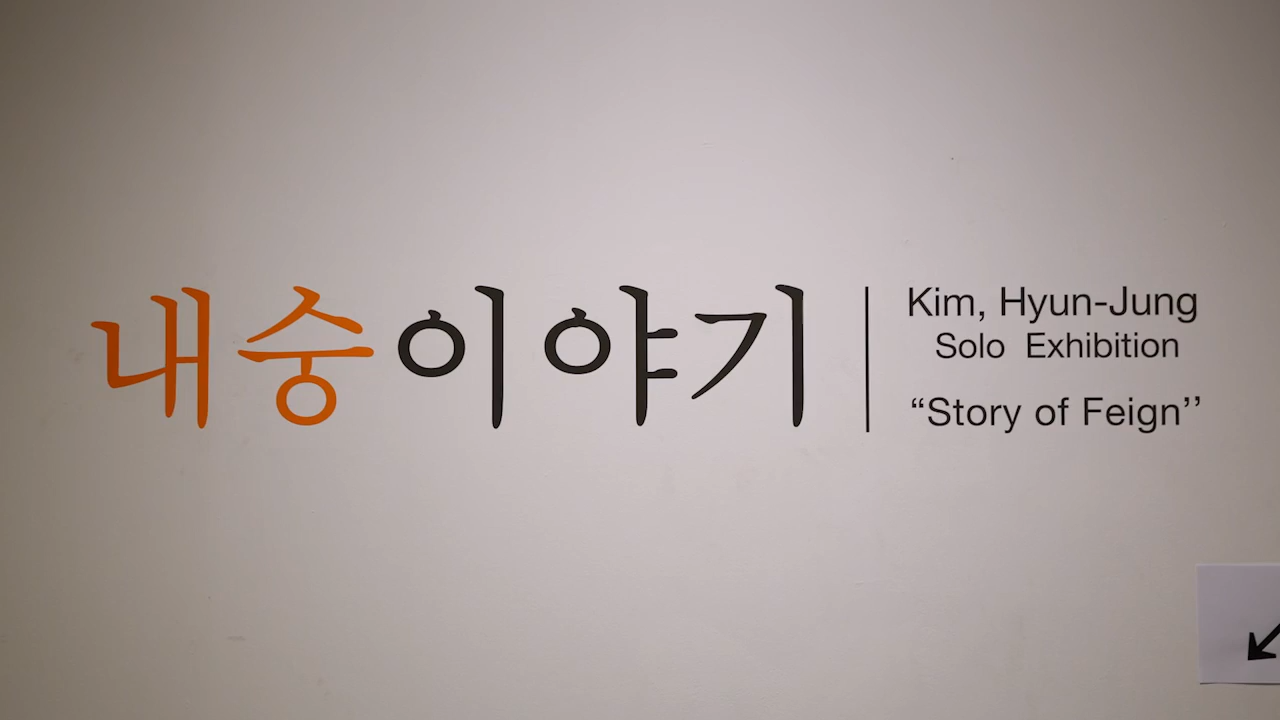 내숭이야기
Kim, Hyun-Jung
Solo Exhibition
“Story of Feign’’